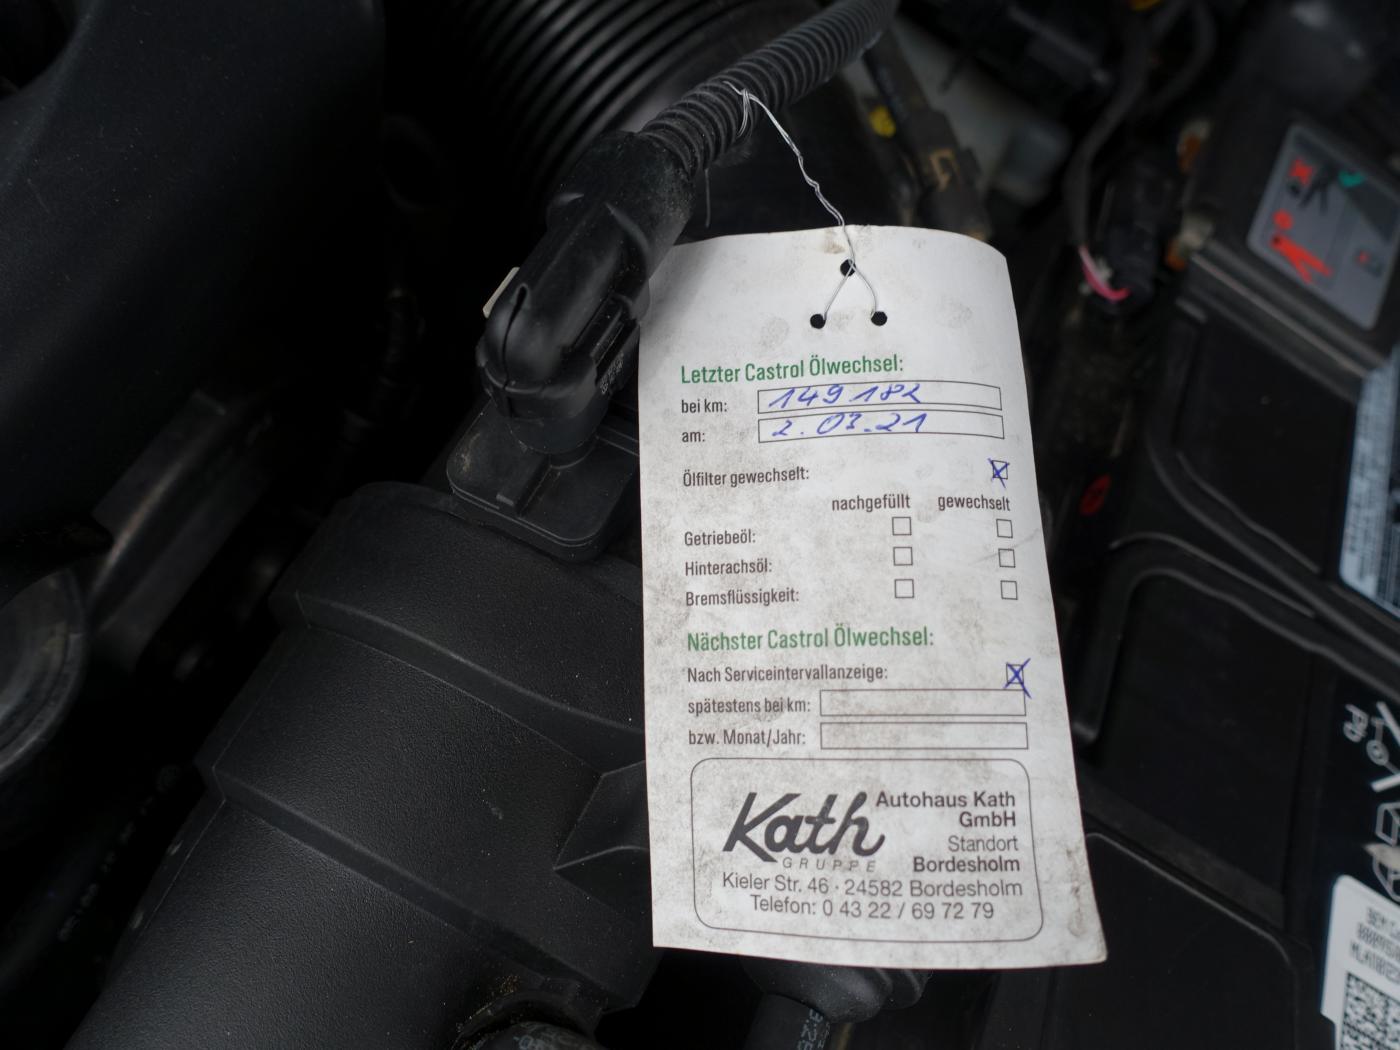 Letzter Castrol Ölwechsel:
bei km: 149 182
am: 2.03.21
Ölfilter gewechselt:
nachgefüllt gewechselt
Getriebeöl:
Hinterachsöl:
Bremsflüssigkeit:
Nächster Castrol Ölwechsel:
Nach Serviceintervallanzeige:
spätestens bei km:
bzw. Monat/Jahr:
Kath
GRUPPE
Autohaus Kath
GmbH
Standort
Bordesholm
Kieler Str. 46 · 24582 Bordesholm
Telefon: 0 43 22 / 69 72 79
Pb